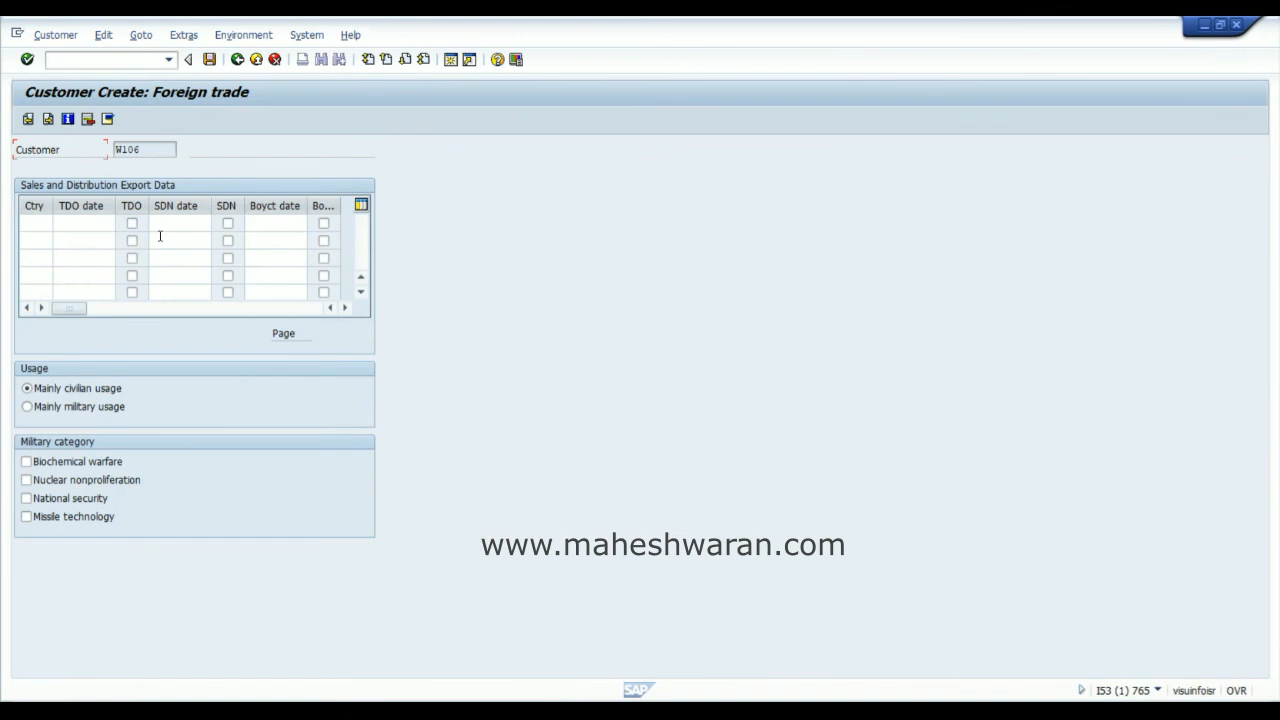 Customer Edit Goto Extras Environment System Help
Customer Create: Foreign trade
Customer W106
Sales and Distribution Export Data
Ctry TDO date TDO SDN date SDN Boyct date Bo...
Page
Usage
Mainly civilian usage
Mainly military usage
Military category
Biochemical warfare
Nuclear nonproliferation
National security
Missile technology
www.maheshwaran.com
SAP I53 (1) 765 visuinfoisr OVR